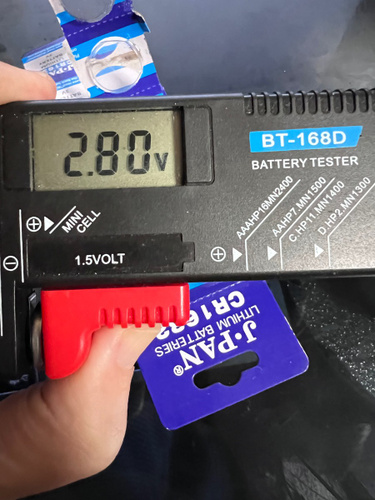 J·PAN
2.80v
BT-168D
BATTERY TESTER
⊕ MINI
CELL
⊖
1.5VOLT
⊕
AAAHP16MN2400
AAHP7.MN1500
C.HP11.MN1400
D.HP2.MN1300
J·PAN®
LITHIUM BATTERIES